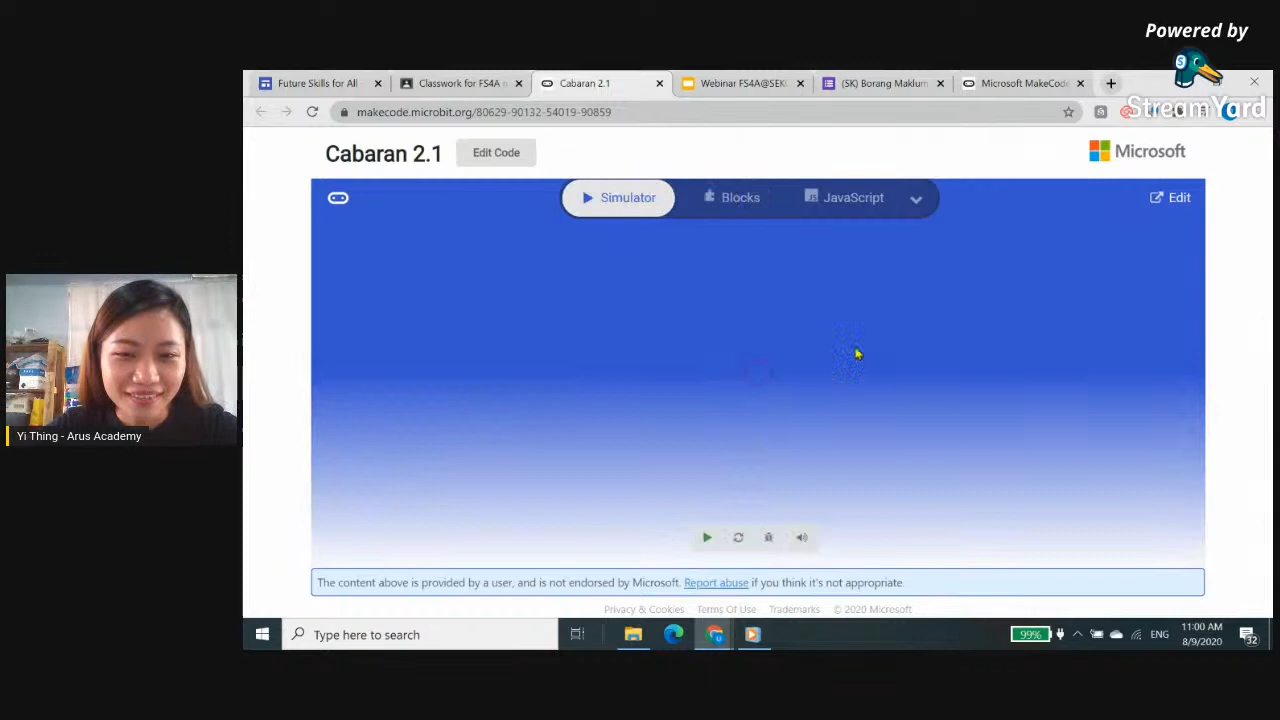 Powered by
StreamYard
Future Skills for All
Classwork for FS4A
Cabaran 2.1
Webinar FS4A@SEKI
(SK) Borang Maklum
Microsoft MakeCode
makecode.microbit.org/80629-90132-54019-90859
Cabaran 2.1
Edit Code
Microsoft
Simulator
Blocks
JS
JavaScript
Edit
Yi Thing - Arus Academy
The content above is provided by a user, and is not endorsed by Microsoft. Report abuse if you think it's not appropriate.
Privacy & Cookies Terms Of Use Trademarks © 2020 Microsoft
Type here to search
99%
ENG
11:00 AM
8/9/2020
32